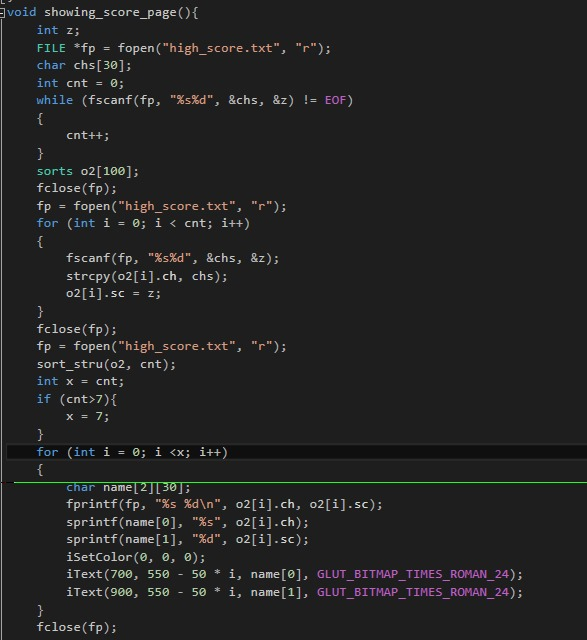 void showing_score_page(){
int z;
FILE *fp = fopen("high_score.txt", "r");
char chs[30];
int cnt = 0;
while (fscanf(fp, "%s%d", &chs, &z) != EOF)
{
cnt++;
}
sorts o2[100];
fclose(fp);
fp = fopen("high_score.txt", "r");
for (int i = 0; i < cnt; i++)
{
fscanf(fp, "%s%d", &chs, &z);
strcpy(o2[i].ch, chs);
o2[i].sc = z;
}
fclose(fp);
fp = fopen("high_score.txt", "r");
sort_stru(o2, cnt);
int x = cnt;
if (cnt>7){
x = 7;
}
for (int i = 0; i <x; i++)
{
char name[2][30];
fprintf(fp, "%s %d\n", o2[i].ch, o2[i].sc);
sprintf(name[0], "%s", o2[i].ch);
sprintf(name[1], "%d", o2[i].sc);
iSetColor(0, 0, 0);
iText(700, 550 - 50 * i, name[0], GLUT_BITMAP_TIMES_ROMAN_24);
iText(900, 550 - 50 * i, name[1], GLUT_BITMAP_TIMES_ROMAN_24);
}
fclose(fp);